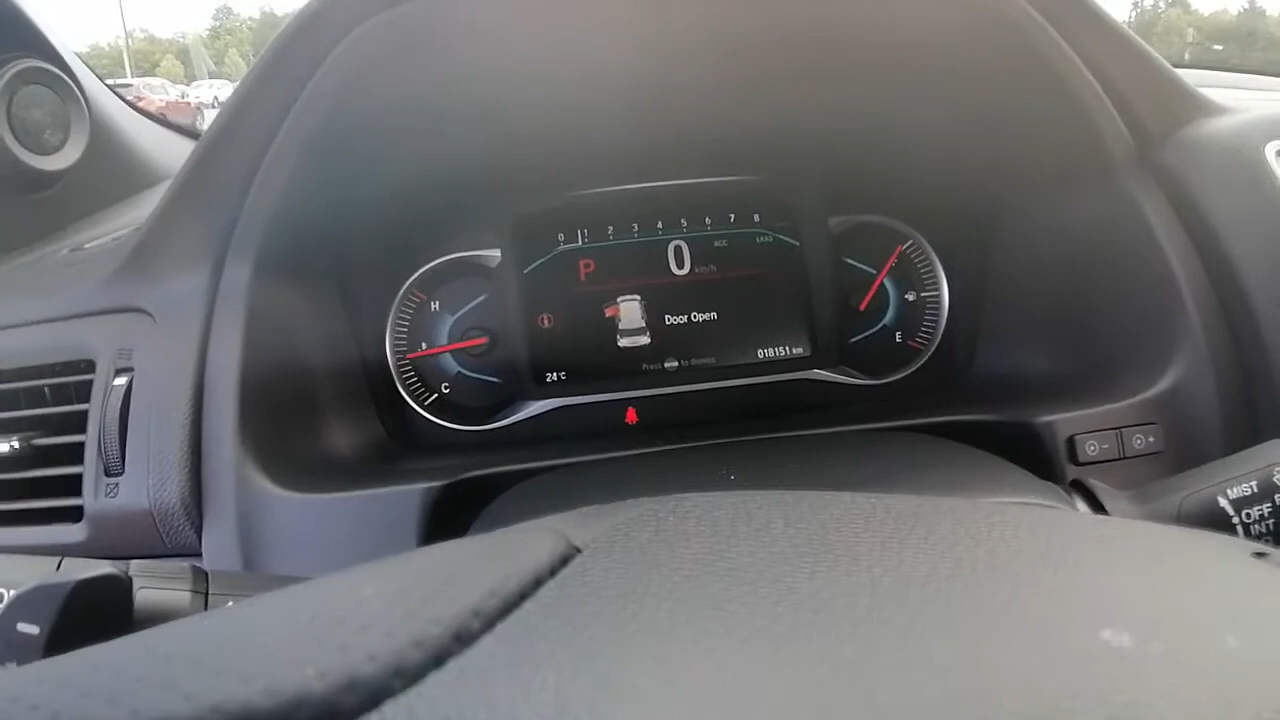 0 1 2 3 4 5 6 7 8
P 0 km/h ACC LKAS
H
Door Open
E
C
24°C
Press to dismiss
018151 km
- +
MIST
OFF
INT